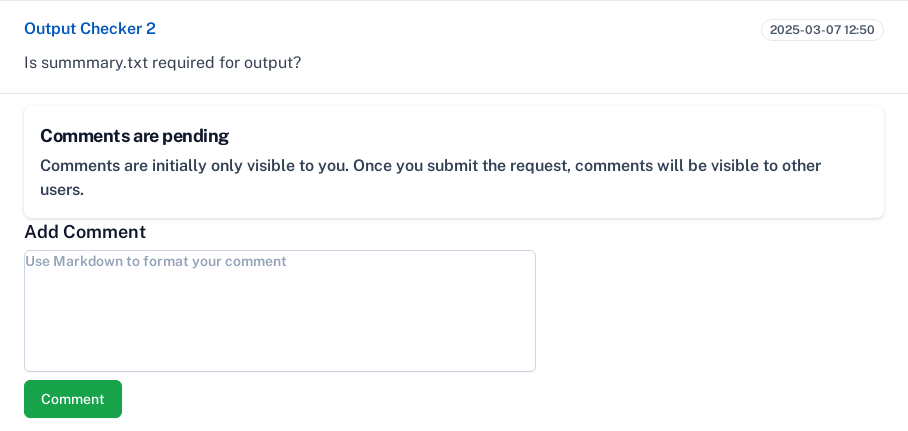 Output Checker 2
2025-03-07 12:50
Is summmary.txt required for output?
Comments are pending
Comments are initially only visible to you. Once you submit the request, comments will be visible to other
users.
Add Comment
Use Markdown to format your comment
Comment